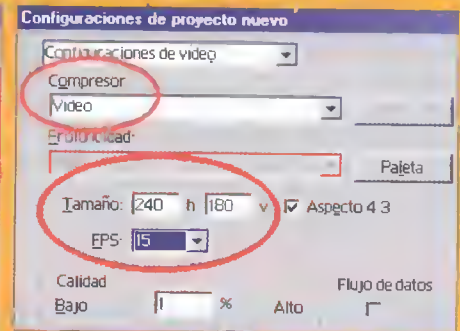 Configuraciones de proyecto nuevo
Configuraciones de video
Compresor
Video
Profundidad:
Paleta
Tamaño: 240 h 180 v Aspecto 4 3
FPS: 15
Calidad
Flujo de datos
Bajo 1 % Alto